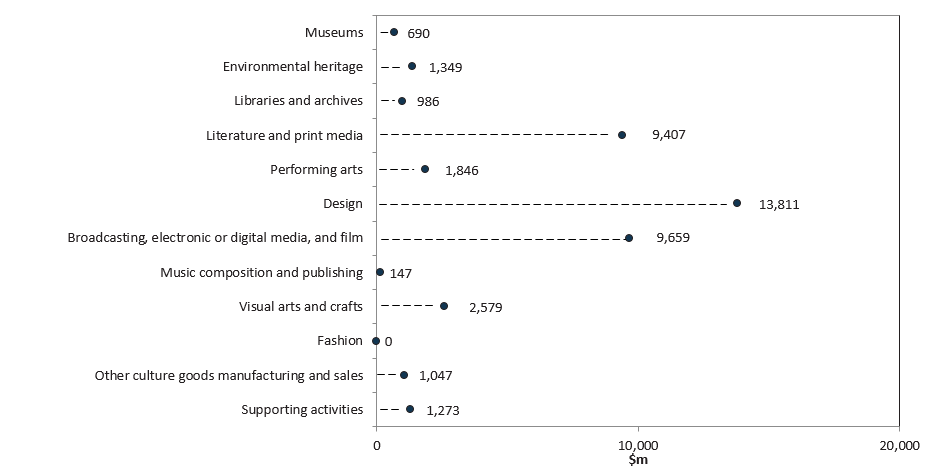 Museums 690
Environmental heritage 1,349
Libraries and archives 986
Literature and print media 9,407
Performing arts 1,846
Design 13,811
Broadcasting, electronic or digital media, and film 9,659
Music composition and publishing 147
Visual arts and crafts 2,579
Fashion 0
Other culture goods manufacturing and sales 1,047
Supporting activities 1,273
0 10,000 20,000
$m